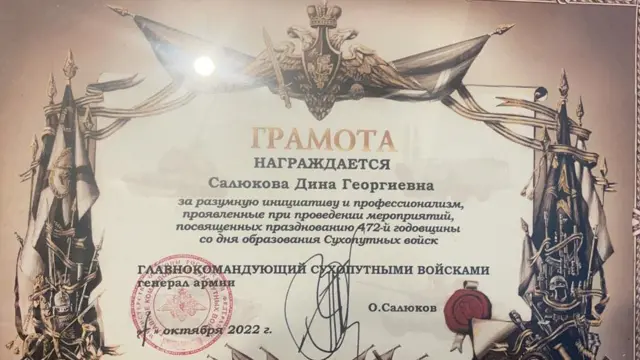 ГРАМОТА
НАГРАЖДАЕТСЯ
Салюкова Дина Георгиевна
за разумную инициативу и профессионализм,
проявленные при проведении мероприятий,
посвященных празднованию 472-й годовщины
со дня образования Сухопутных войск
ГЛАВНОКОМАНДУЮЩИЙ СУХОПУТНЫМИ ВОЙСКАМИ
генерал армии
О.Салюков
октября 2022 г.